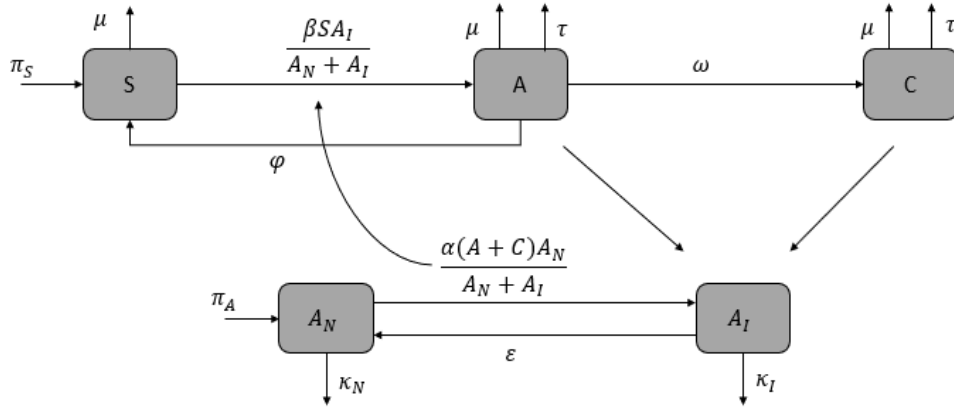 μ
βSA_I
A_N + A_I
μ
τ
μ
τ
π_S
S
A
ω
C
φ
α(A + C)A_N
A_N + A_I
π_A
A_N
A_I
ε
κ_N
κ_I